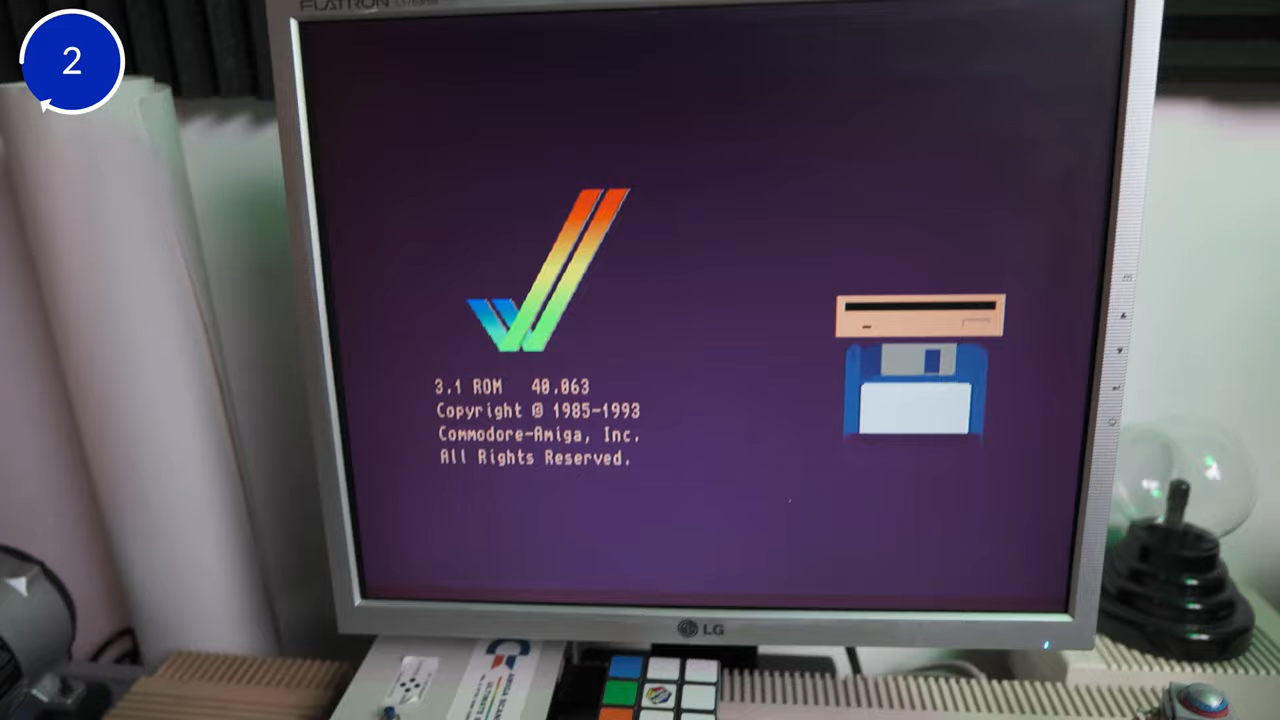 2
FLATRON
3.1 ROM 40.063
Copyright © 1985-1993
Commodore-Amiga, Inc.
All Rights Reserved.
LG